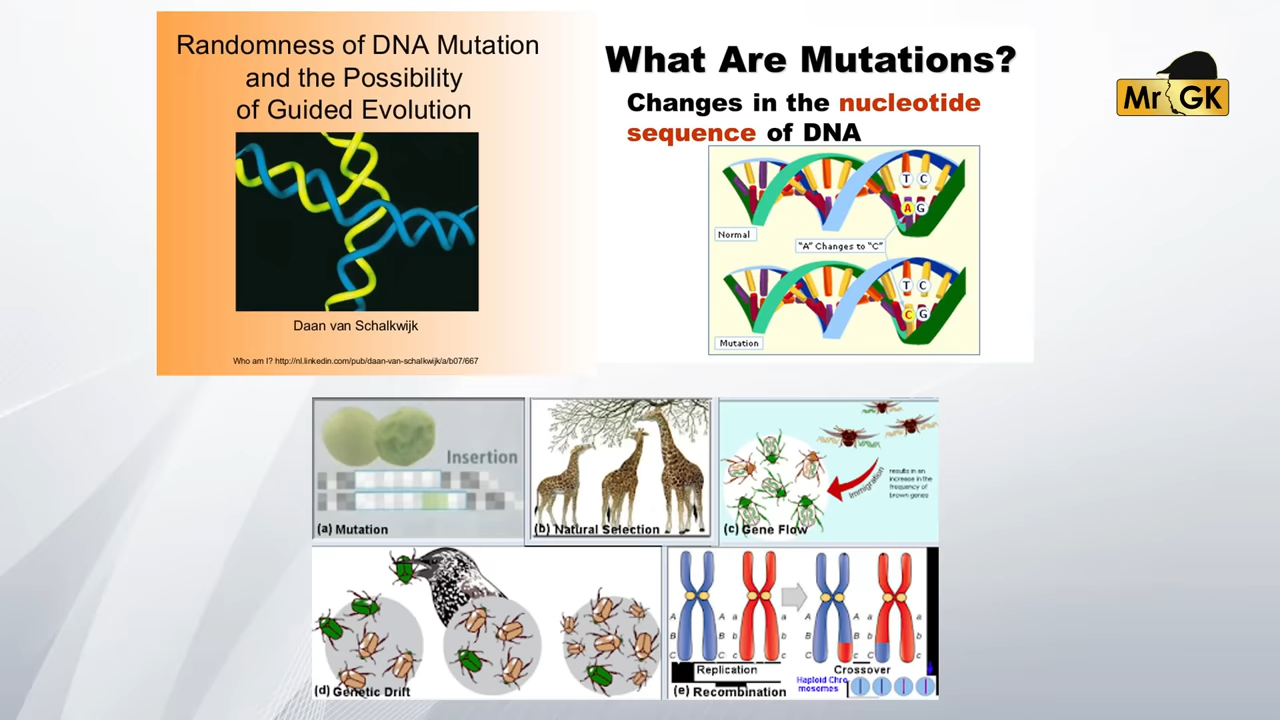 Randomness of DNA Mutation
and the Possibility
of Guided Evolution
Daan van Schalkwijk
Who am I? http://nl.linkedin.com/pub/daan-van-schalkwijk/a/b07/667
What Are Mutations?
Changes in the nucleotide
sequence of DNA
T C
A G
Normal
"A" Changes to "C"
T C
C G
Mutation
Mr GK
Insertion
(a) Mutation
(b) Natural Selection
Immigration
results in an
increase in the
frequency of
brown genes
(c) Gene Flow
(d) Genetic Drift
A A a a A A a a
B B b b B B b b
C C c c C c C c
Replication
Crossover
Haploid Chro
mosomes
(e) Recombination